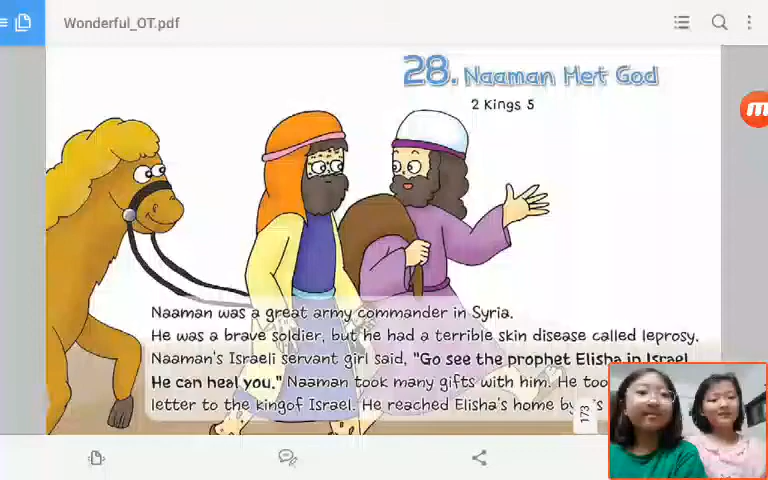 Wonderful_OT.pdf
28. Naaman Met God
2 Kings 5
Naaman was a great army commander in Syria.
He was a brave soldier, but he had a terrible skin disease called leprosy.
Naaman's Israeli servant girl said, "Go see the prophet Elisha in Israel.
He can heal you." Naaman took many gifts with him. He
letter to the kingof Israel. He reached Elisha's home
173